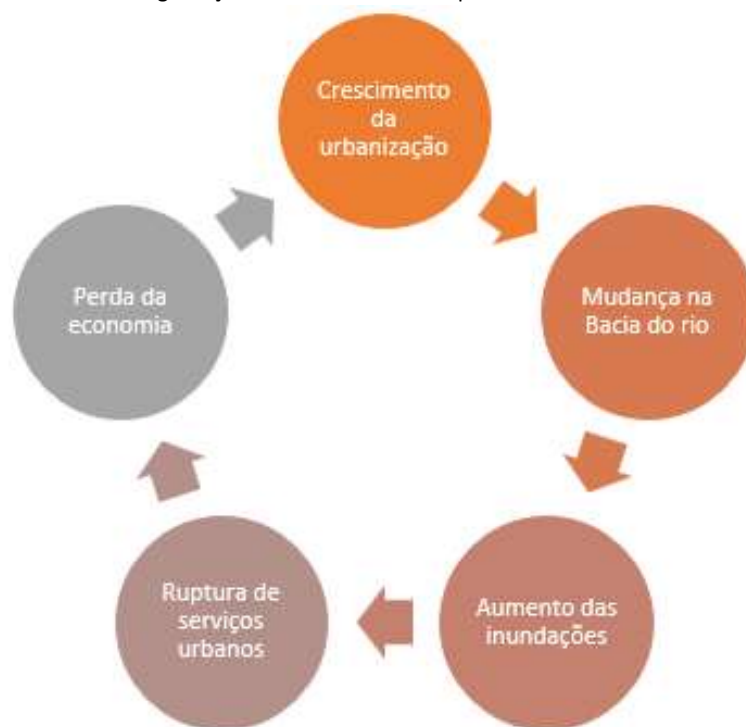 Crescimento
da
urbanização
Mudança na
Bacia do rio
Aumento das
inundações
Ruptura de
serviços
urbanos
Perda da
economia